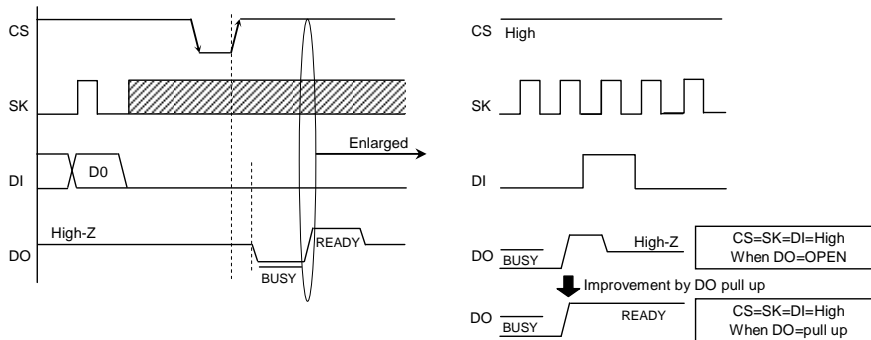 CS
SK
DI
D0
High-Z
DO
BUSY
READY
Enlarged
CS High
SK
DI
DO
BUSY
High-Z
CS=SK=DI=High
When DO=OPEN
Improvement by DO pull up
DO
BUSY
READY
CS=SK=DI=High
When DO=pull up